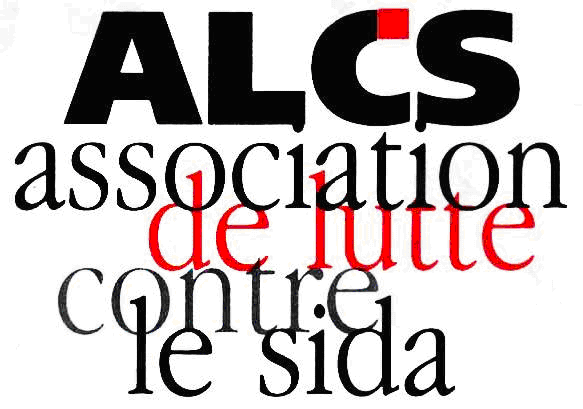 ALCS
association
de lutte
contre
le sida